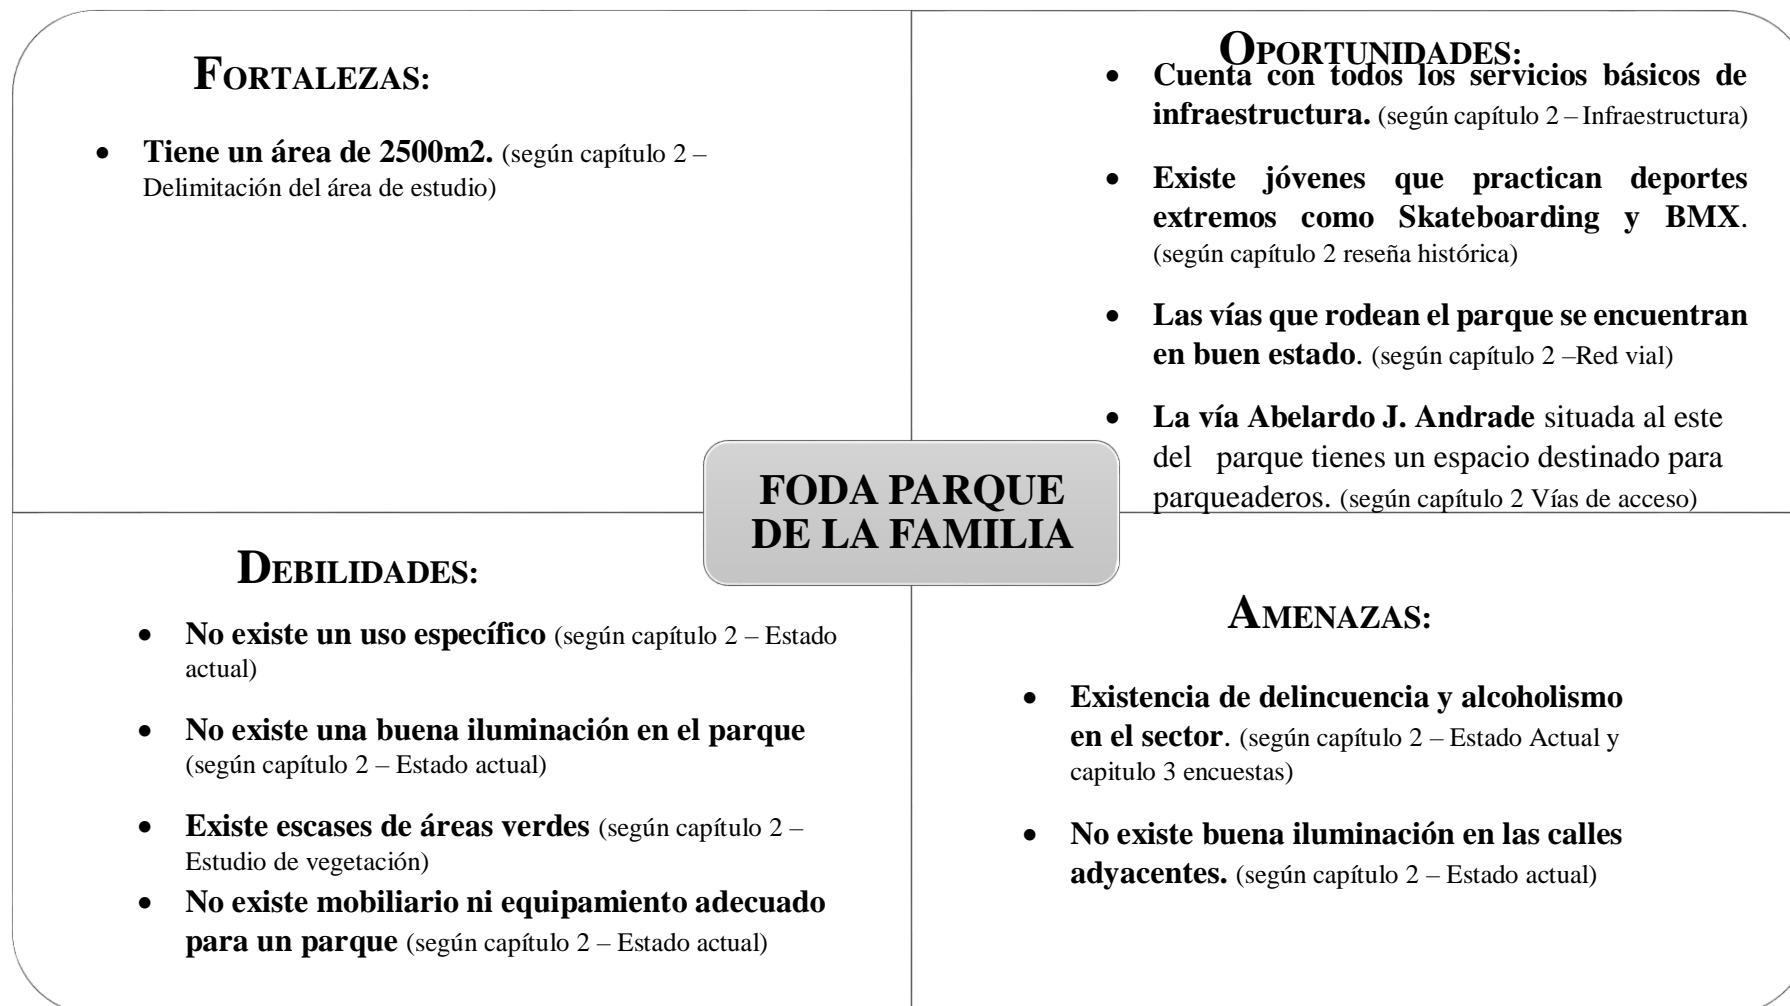 FORTALEZAS:
• Tiene un área de 2500m2. (según capítulo 2 –
Delimitación del área de estudio)
OPORTUNIDADES:
• Cuenta con todos los servicios básicos de
infraestructura. (según capítulo 2 – Infraestructura)
• Existe jóvenes que practican deportes
extremos como Skateboarding y BMX.
(según capítulo 2 reseña histórica)
• Las vías que rodean el parque se encuentran
en buen estado. (según capítulo 2 –Red vial)
• La vía Abelardo J. Andrade situada al este
del parque tienes un espacio destinado para
parqueaderos. (según capítulo 2 Vías de acceso)
FODA PARQUE
DE LA FAMILIA
DEBILIDADES:
• No existe un uso específico (según capítulo 2 – Estado
actual)
• No existe una buena iluminación en el parque
(según capítulo 2 – Estado actual)
• Existe escases de áreas verdes (según capítulo 2 –
Estudio de vegetación)
• No existe mobiliario ni equipamiento adecuado
para un parque (según capítulo 2 – Estado actual)
AMENAZAS:
• Existencia de delincuencia y alcoholismo
en el sector. (según capítulo 2 – Estado Actual y
capitulo 3 encuestas)
• No existe buena iluminación en las calles
adyacentes. (según capítulo 2 – Estado actual)